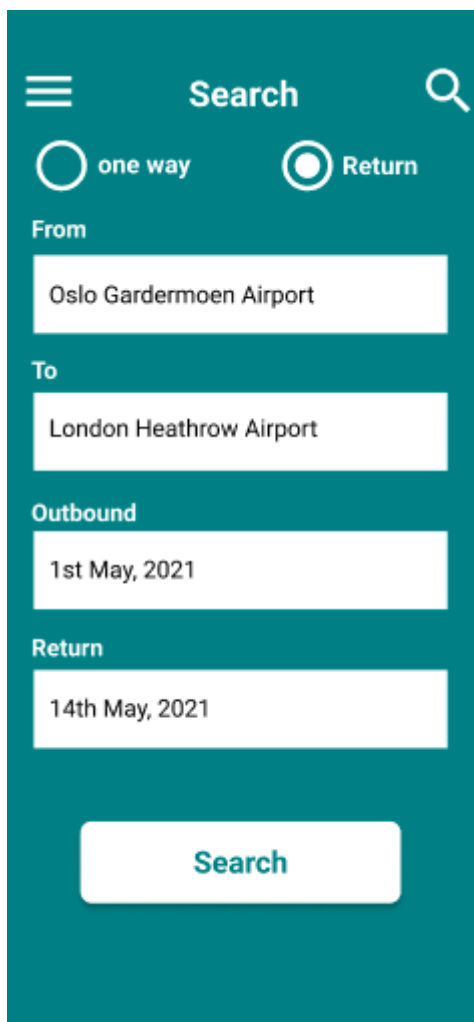 Search
one way
Return
From
Oslo Gardermoen Airport
To
London Heathrow Airport
Outbound
1st May, 2021
Return
14th May, 2021
Search